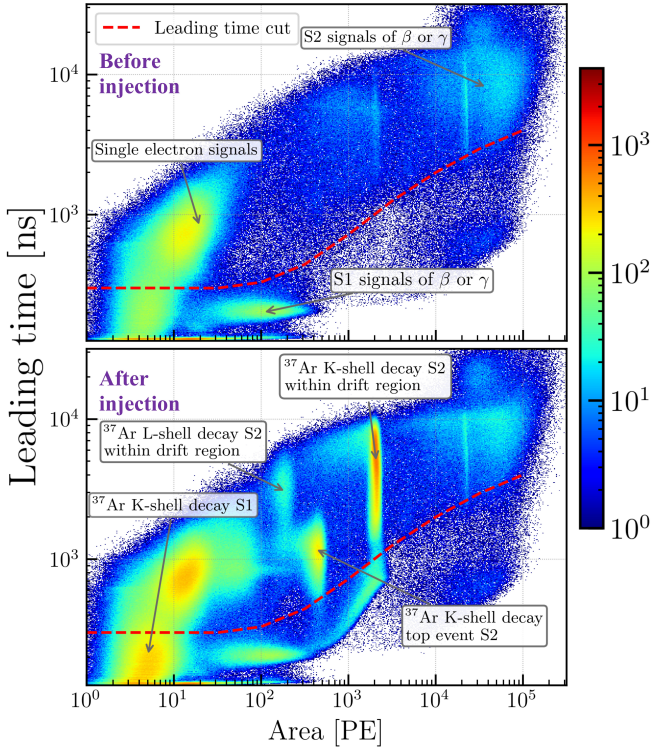 Leading time cut
S2 signals of β or γ
Before
injection
Single electron signals
S1 signals of β or γ
10⁴
10³
After
injection
³⁷Ar K-shell decay S2
within drift region
³⁷Ar L-shell decay S2
within drift region
³⁷Ar K-shell decay S1
³⁷Ar K-shell decay
top event S2
10⁴
10³
10⁰ 10¹ 10² 10³ 10⁴ 10⁵
Area [PE]
Leading time [ns]
10³
10²
10¹
10⁰